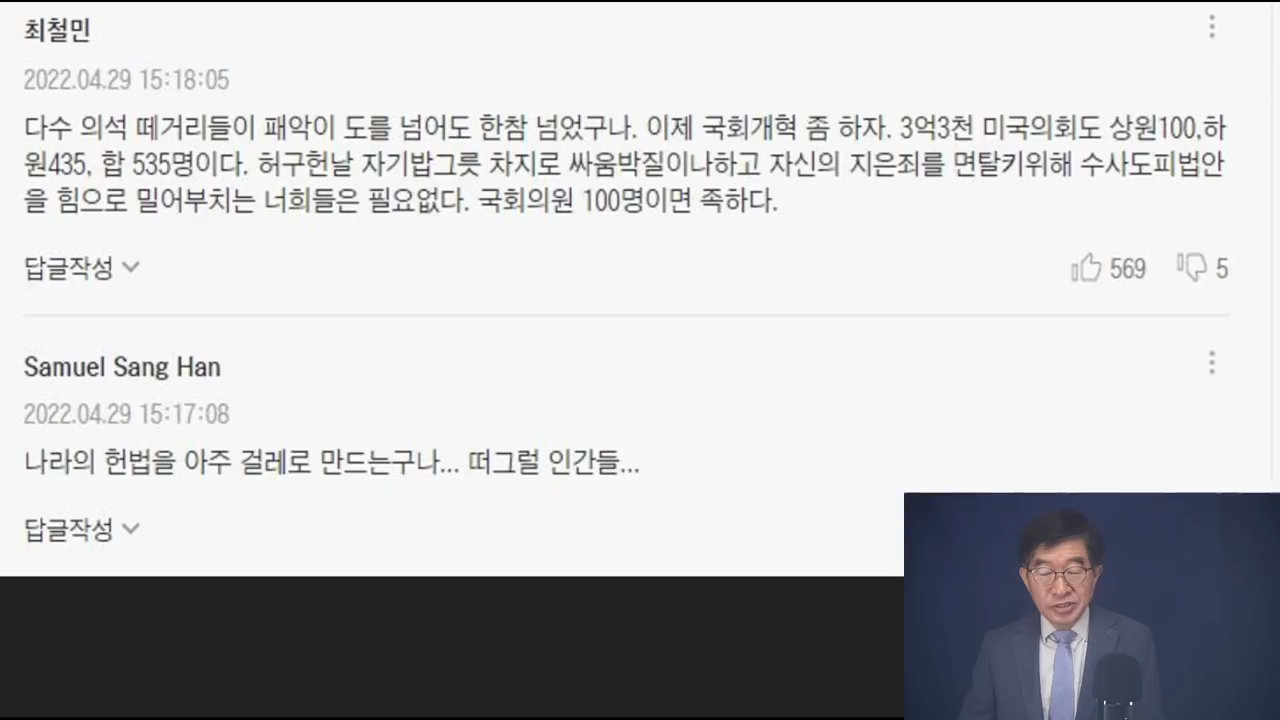 최철민
2022.04.29 15:18:05
다수 의석 떼거리들이 패악이 도를 넘어도 한참 넘었구나. 이제 국회개혁 좀 하자. 3억3천 미국의회도 상원100,하
원435, 합 535명이다. 허구헌날 자기밥그릇 차지로 싸움박질이나하고 자신의 지은죄를 면탈키위해 수사도피법안
을 힘으로 밀어부치는 너희들은 필요없다. 국회의원 100명이면 족하다.
답글작성
569 5
Samuel Sang Han
2022.04.29 15:17:08
나라의 헌법을 아주 걸레로 만드는구나... 떠그럴 인간들...
답글작성